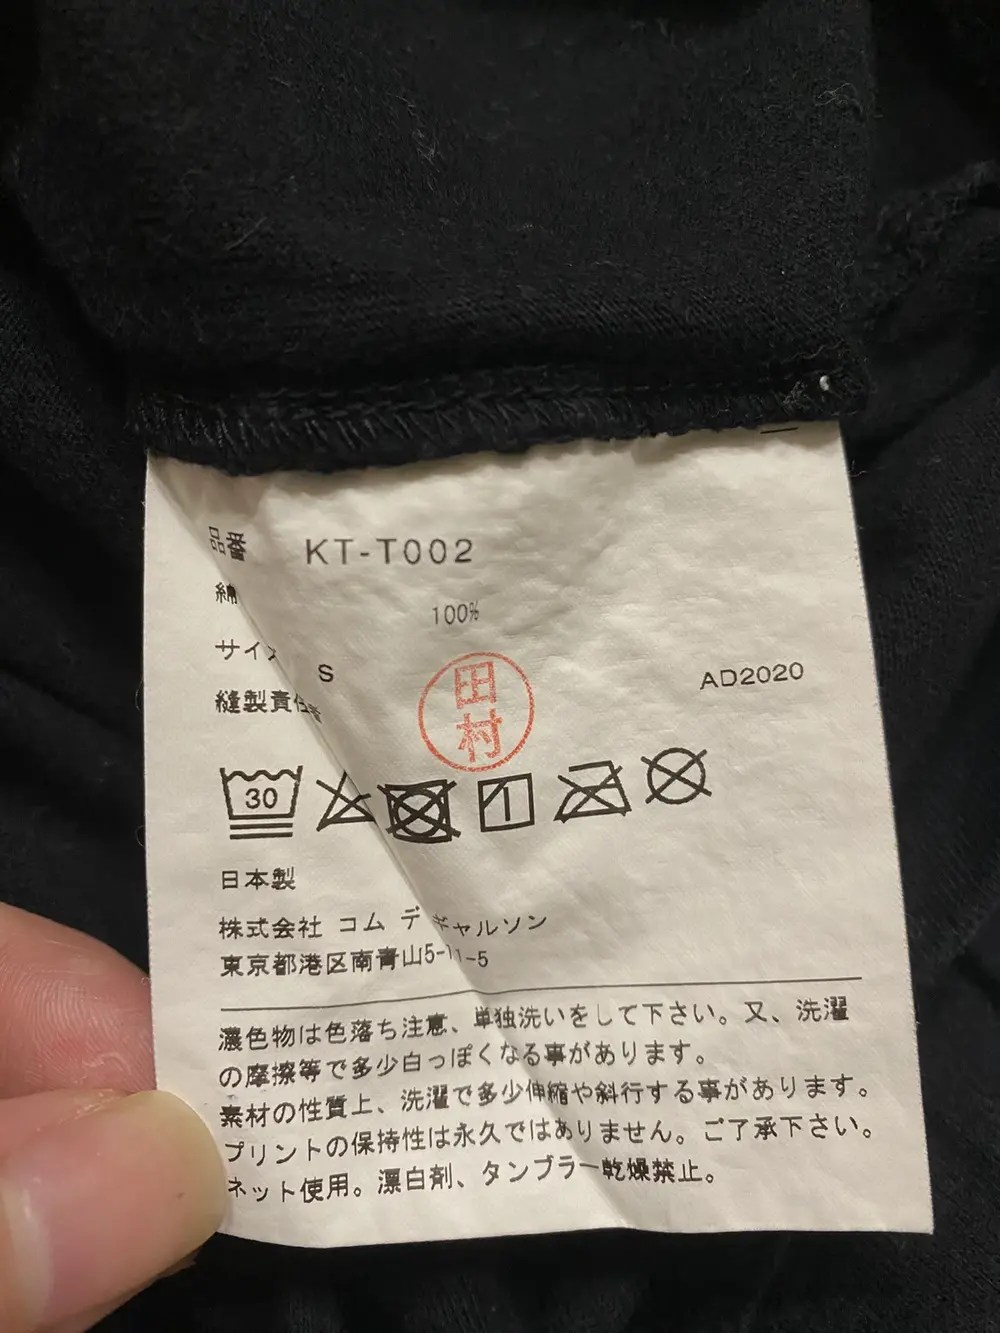 品番 KT-T002
綿 100%
サイズ S AD2020
縫製責任者 田村
30
日本製
株式会社 コム デ ギャルソン
東京都港区南青山5-11-5
濃色物は色落ち注意、単独洗いをして下さい。又、洗濯
の摩擦等で多少白っぽくなる事があります。
素材の性質上、洗濯で多少伸縮や斜行する事があります。
プリントの保持性は永久ではありません。ご了承下さい。
ネット使用。漂白剤、タンブラー乾燥禁止。